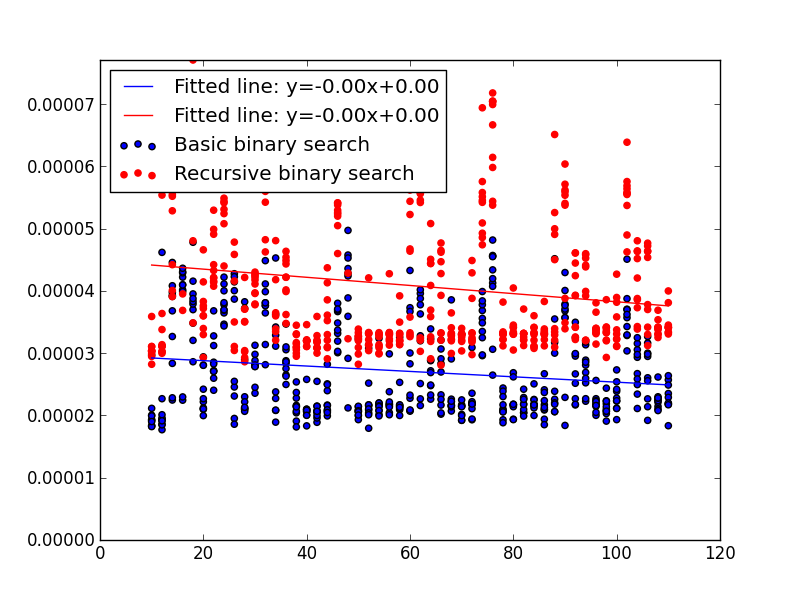 Fitted line: y=-0.00x+0.00
Fitted line: y=-0.00x+0.00
Basic binary search
Recursive binary search
0.00007
0.00006
0.00005
0.00004
0.00003
0.00002
0.00001
0.00000
0 20 40 60 80 100 120